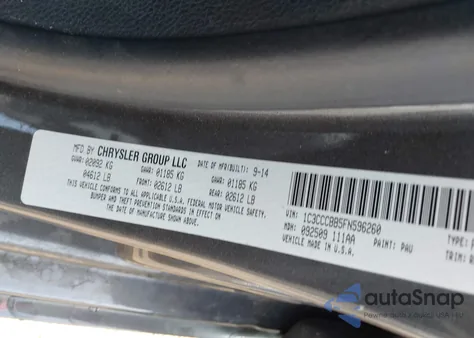 MFD BY CHRYSLER GROUP LLC DATE OF MFD(BUILT): 9-14
GVWR: 02092 KG GAWR: 01185 KG GAWR: 01185 KG
04612 LB FRONT: 02612 LB REAR: 02612 LB
THIS VEHICLE CONFORMS TO ALL APPLICABLE U.S.A. FEDERAL MOTOR VEHICLE SAFETY,
BUMPER AND THEFT PREVENTION STANDARDS IN EFFECT
ON THE DATE OF MANUFACTURE SHOWN ABOVE.
VIN: 1C3CCCBB5FN596260 TYPE:
MDH: 092509 111AA PAINT: PAU TRIM:
VEHICLE MADE IN U.S.A.
autoSnap